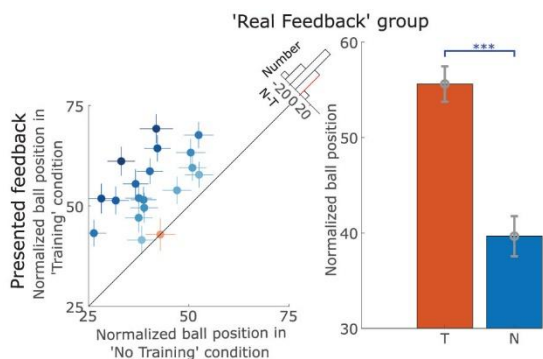 'Real Feedback' group
Number
-20 0 20
N-T
Presented feedback
Normalized ball position in
'Training' condition
75
50
25
25
50
75
Normalized ball position in
'No Training' condition
Normalized ball position
60
50
40
30
***
T
N